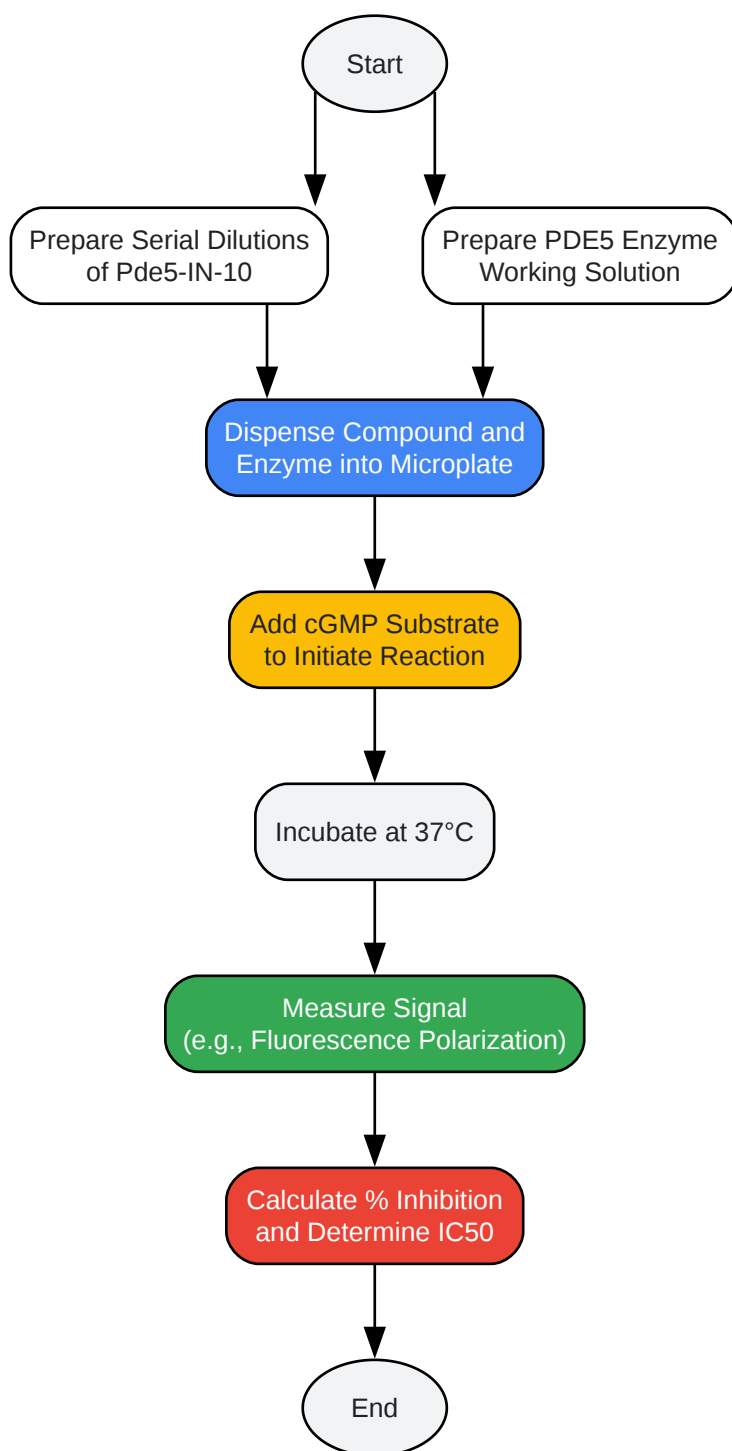 Start
Prepare Serial Dilutions
of Pde5-IN-10
Prepare PDE5 Enzyme
Working Solution
Dispense Compound and
Enzyme into Microplate
Add cGMP Substrate
to Initiate Reaction
Incubate at 37°C
Measure Signal
(e.g., Fluorescence Polarization)
Calculate % Inhibition
and Determine IC50
End